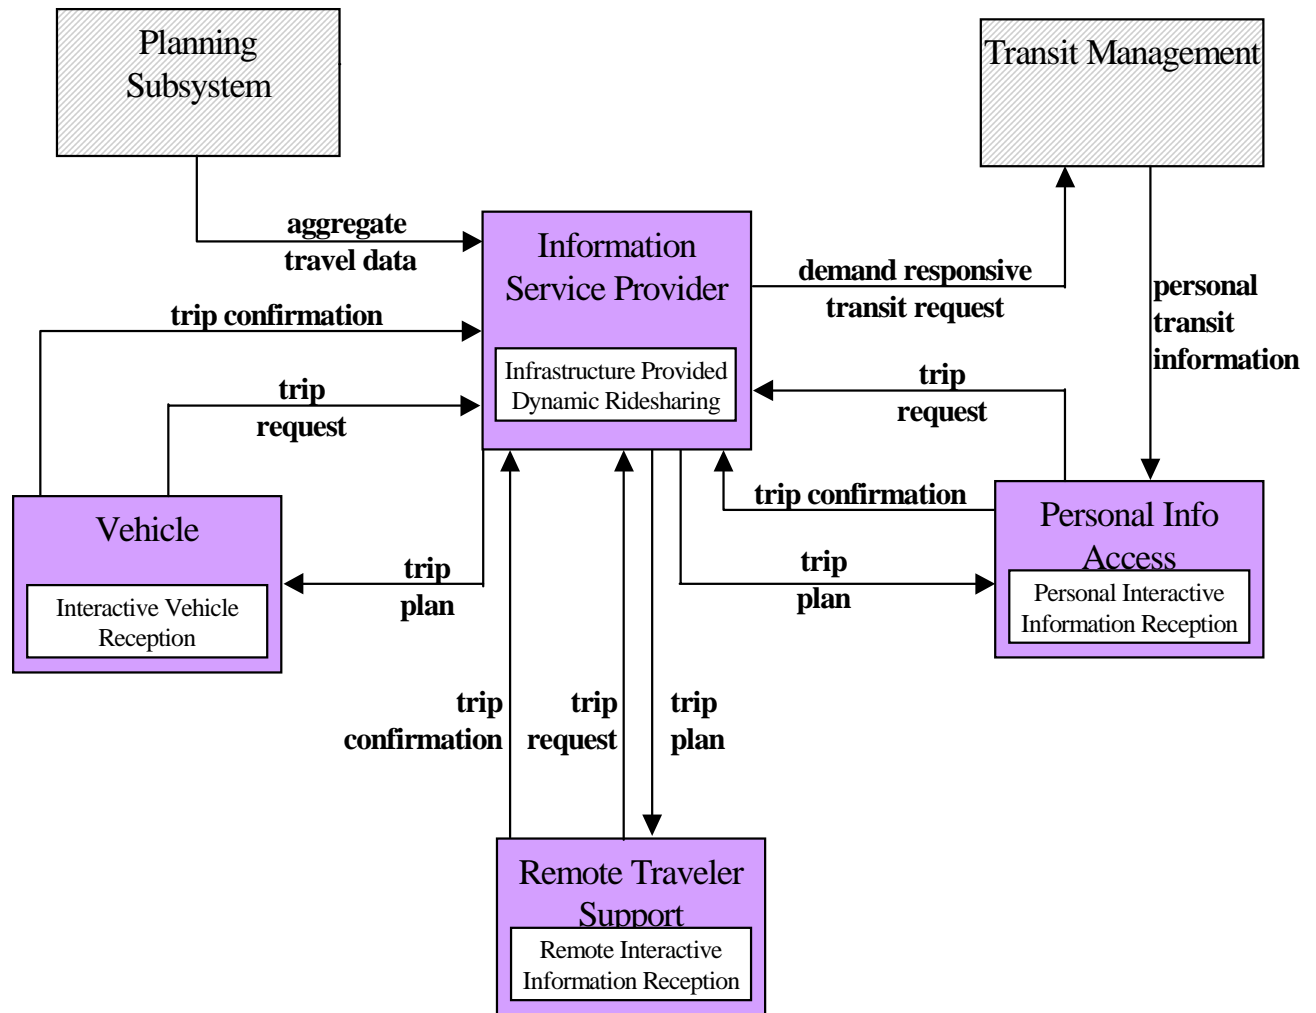 Planning
Subsystem
Transit Management
aggregate
travel data
Information
Service Provider
demand responsive
transit request
personal
transit
information
trip confirmation
Infrastructure Provided
Dynamic Ridesharing
trip
request
trip
request
trip confirmation
Vehicle
Interactive Vehicle
Reception
trip
plan
trip
plan
Personal Info
Access
Personal Interactive
Information Reception
trip
confirmation
trip
request
trip
plan
Remote Traveler
Support
Remote Interactive
Information Reception